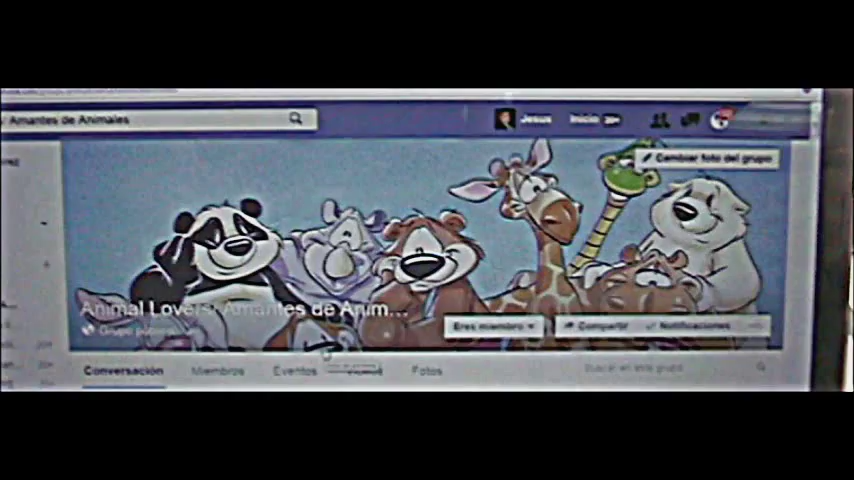 Amantes de Animales
Jesus Inicio 20+
Cambiar foto del grupo
Animal Lovers/ Amantes de Anim...
Grupo público
Eres miembro Compartir Notificaciones
Conversación Miembros Eventos Fotos
Buscar en este grupo